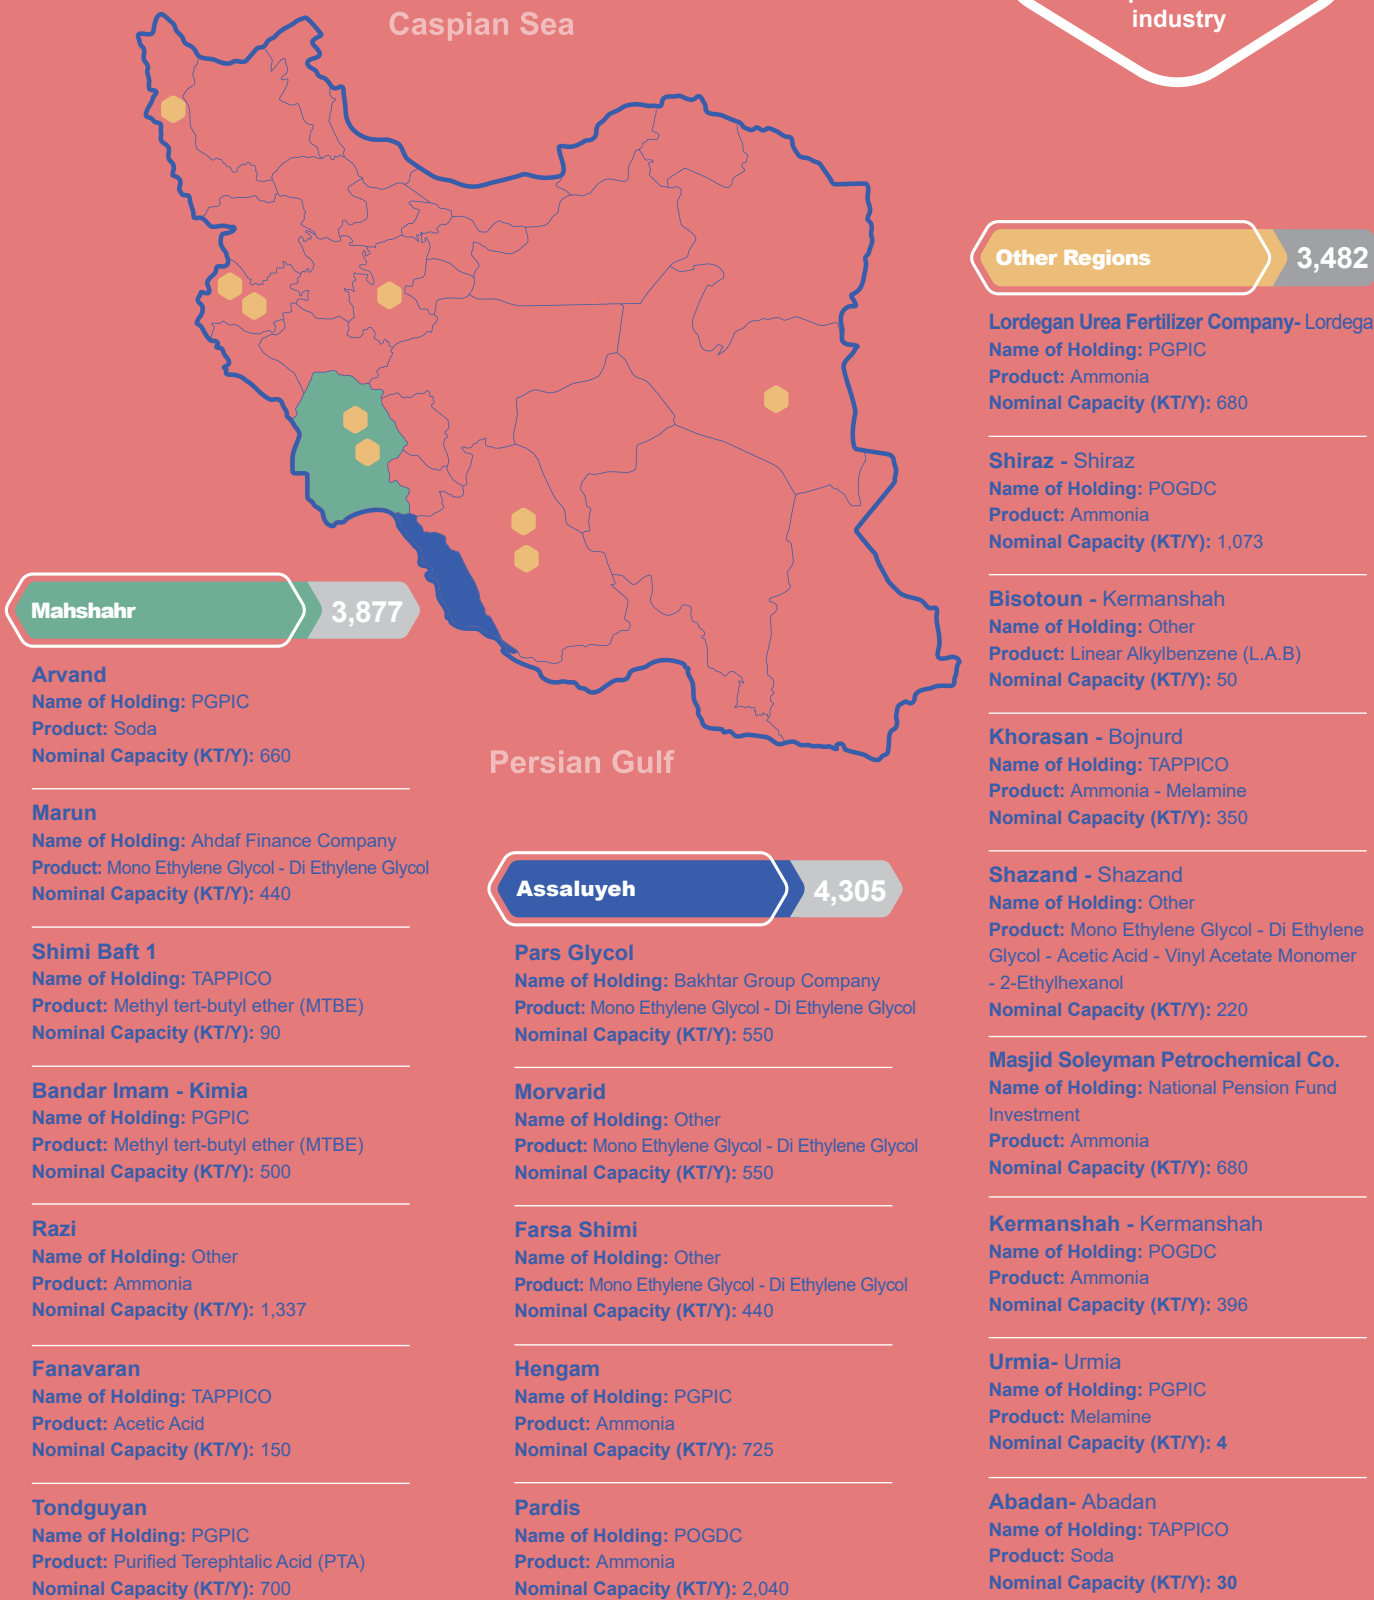 Caspian Sea
industry
Persian Gulf
Mahshahr 3,877
Arvand
Name of Holding: PGPIC
Product: Soda
Nominal Capacity (KT/Y): 660
Marun
Name of Holding: Ahdaf Finance Company
Product: Mono Ethylene Glycol - Di Ethylene Glycol
Nominal Capacity (KT/Y): 440
Shimi Baft 1
Name of Holding: TAPPICO
Product: Methyl tert-butyl ether (MTBE)
Nominal Capacity (KT/Y): 90
Bandar Imam - Kimia
Name of Holding: PGPIC
Product: Methyl tert-butyl ether (MTBE)
Nominal Capacity (KT/Y): 500
Razi
Name of Holding: Other
Product: Ammonia
Nominal Capacity (KT/Y): 1,337
Fanavaran
Name of Holding: TAPPICO
Product: Acetic Acid
Nominal Capacity (KT/Y): 150
Tondguyan
Name of Holding: PGPIC
Product: Purified Terephtalic Acid (PTA)
Nominal Capacity (KT/Y): 700
Assaluyeh 4,305
Pars Glycol
Name of Holding: Bakhtar Group Company
Product: Mono Ethylene Glycol - Di Ethylene Glycol
Nominal Capacity (KT/Y): 550
Morvarid
Name of Holding: Other
Product: Mono Ethylene Glycol - Di Ethylene Glycol
Nominal Capacity (KT/Y): 550
Farsa Shimi
Name of Holding: Other
Product: Mono Ethylene Glycol - Di Ethylene Glycol
Nominal Capacity (KT/Y): 440
Hengam
Name of Holding: PGPIC
Product: Ammonia
Nominal Capacity (KT/Y): 725
Pardis
Name of Holding: POGDC
Product: Ammonia
Nominal Capacity (KT/Y): 2,040
Other Regions 3,482
Lordegan Urea Fertilizer Company- Lordega
Name of Holding: PGPIC
Product: Ammonia
Nominal Capacity (KT/Y): 680
Shiraz - Shiraz
Name of Holding: POGDC
Product: Ammonia
Nominal Capacity (KT/Y): 1,073
Bisotoun - Kermanshah
Name of Holding: Other
Product: Linear Alkylbenzene (L.A.B)
Nominal Capacity (KT/Y): 50
Khorasan - Bojnurd
Name of Holding: TAPPICO
Product: Ammonia - Melamine
Nominal Capacity (KT/Y): 350
Shazand - Shazand
Name of Holding: Other
Product: Mono Ethylene Glycol - Di Ethylene
Glycol - Acetic Acid - Vinyl Acetate Monomer
- 2-Ethylhexanol
Nominal Capacity (KT/Y): 220
Masjid Soleyman Petrochemical Co.
Name of Holding: National Pension Fund
Investment
Product: Ammonia
Nominal Capacity (KT/Y): 680
Kermanshah - Kermanshah
Name of Holding: POGDC
Product: Ammonia
Nominal Capacity (KT/Y): 396
Urmia- Urmia
Name of Holding: PGPIC
Product: Melamine
Nominal Capacity (KT/Y): 4
Abadan- Abadan
Name of Holding: TAPPICO
Product: Soda
Nominal Capacity (KT/Y): 30